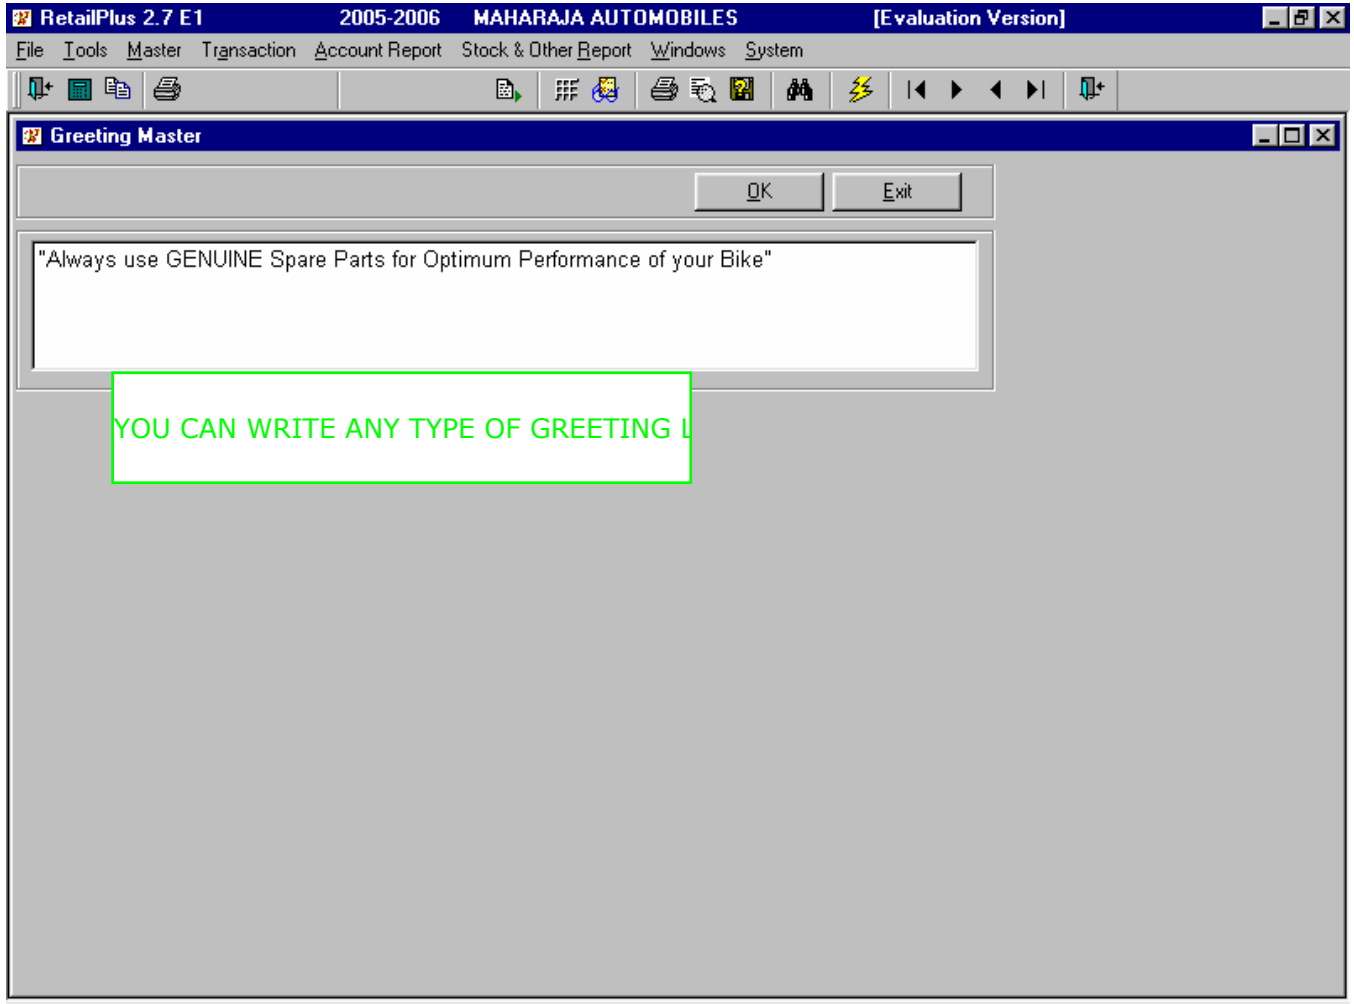 RetailPlus 2.7 E1 2005-2006 MAHARAJA AUTOMOBILES [Evaluation Version]
File Tools Master Transaction Account Report Stock & Other Report Windows System
Greeting Master
OK Exit
"Always use GENUINE Spare Parts for Optimum Performance of your Bike"
YOU CAN WRITE ANY TYPE OF GREETING L